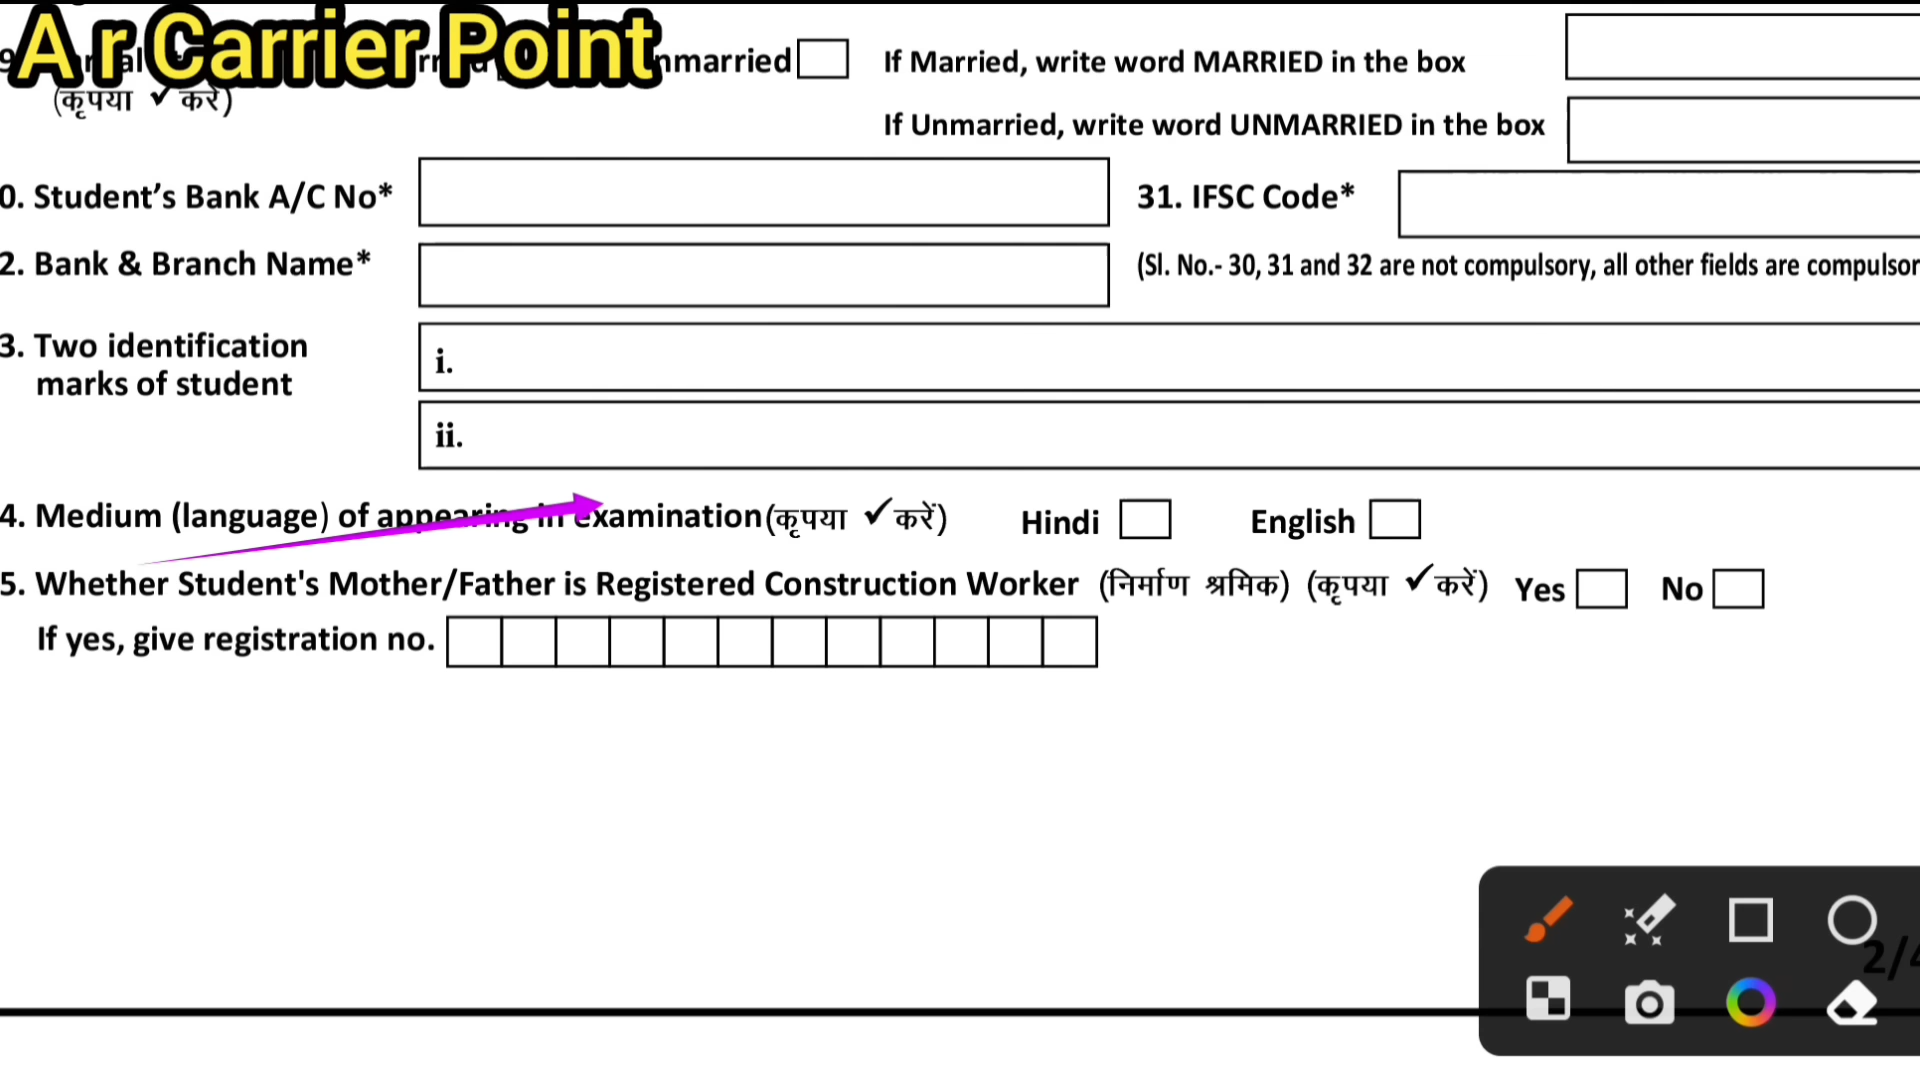 A r Carrier Point
nmarried If Married, write word MARRIED in the box
(कृपया ✓ करें)
If Unmarried, write word UNMARRIED in the box
0. Student’s Bank A/C No* 31. IFSC Code*
2. Bank & Branch Name* (Sl. No.- 30, 31 and 32 are not compulsory, all other fields are compulsor
3. Two identification
marks of student
i.
ii.
4. Medium (language) of appearing in examination (कृपया ✓ करें) Hindi English
5. Whether Student's Mother/Father is Registered Construction Worker (निर्माण श्रमिक) (कृपया ✓ करें) Yes No
If yes, give registration no.
2/4